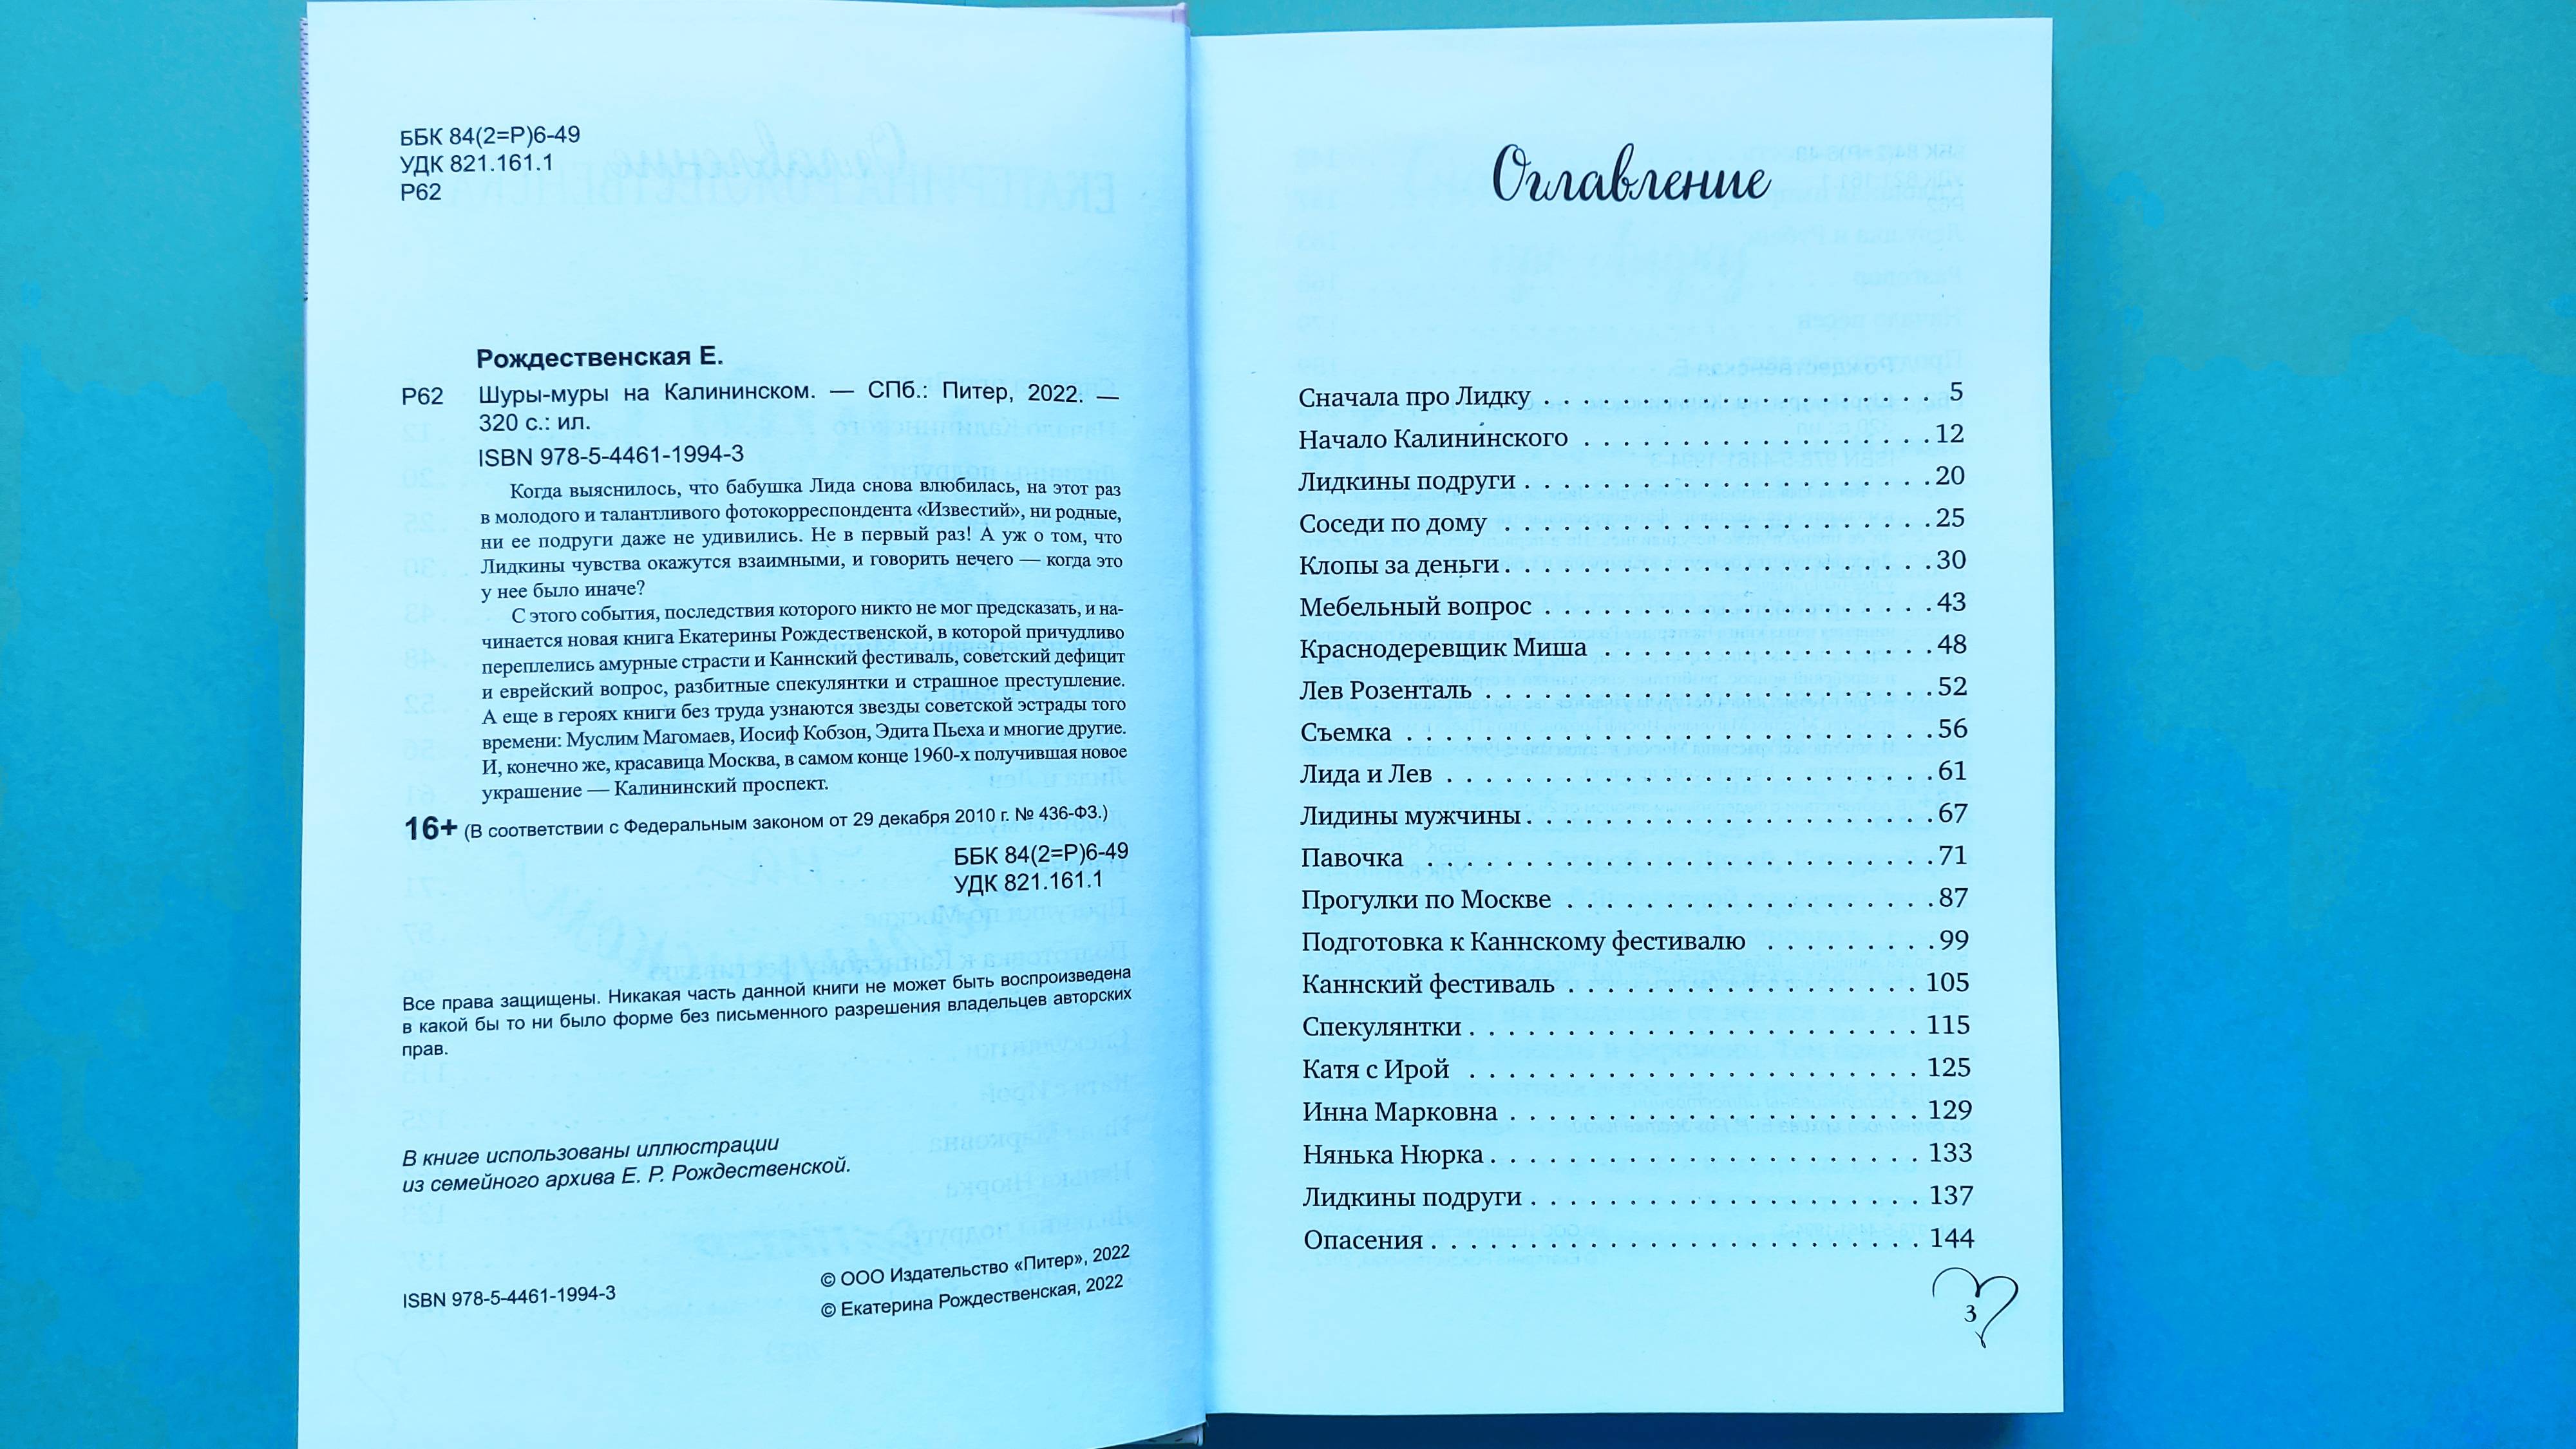 ББК 84(2=Р)6-49
УДК 821.161.1
Р62
Рождественская Е.
Р62 Шуры-муры на Калининском. — СПб.: Питер, 2022. —
320 с.: ил.
ISBN 978-5-4461-1994-3
Когда выяснилось, что бабушка Лида снова влюбилась, на этот раз
в молодого и талантливого фотокорреспондента «Известий», ни родные,
ни ее подруги даже не удивились. Не в первый раз! А уж о том, что
Лидкины чувства окажутся взаимными, и говорить нечего — когда это
у нее было иначе?
С этого события, последствия которого никто не мог предсказать, и на-
чинается новая книга Екатерины Рождественской, в которой причудливо
переплелись амурные страсти и Каннский фестиваль, советский дефицит
и еврейский вопрос, разбитные спекулянтки и страшное преступление.
А еще в героях книги без труда узнаются звезды советской эстрады того
времени: Муслим Магомаев, Иосиф Кобзон, Эдита Пьеха и многие другие.
И, конечно же, красавица Москва, в самом конце 1960-х получившая новое
украшение — Калининский проспект.
16+ (В соответствии с Федеральным законом от 29 декабря 2010 г. № 436-ФЗ.)
ББК 84(2=Р)6-49
УДК 821.161.1
Все права защищены. Никакая часть данной книги не может быть воспроизведена
в какой бы то ни было форме без письменного разрешения владельцев авторских
прав.
В книге использованы иллюстрации
из семейного архива Е. Р. Рождественской.
ISBN 978-5-4461-1994-3
© ООО Издательство «Питер», 2022
© Екатерина Рождественская, 2022
Оглавление
Сначала про Лидку . . . . . . . . . . . . . . . . . . . . 5
Начало Калининского . . . . . . . . . . . . . . . . . . 12
Лидкины подруги . . . . . . . . . . . . . . . . . . . . . 20
Соседи по дому . . . . . . . . . . . . . . . . . . . . . . 25
Клопы за деньги . . . . . . . . . . . . . . . . . . . . . . 30
Мебельный вопрос . . . . . . . . . . . . . . . . . . . . 43
Краснодеревщик Миша . . . . . . . . . . . . . . . . . 48
Лев Розенталь . . . . . . . . . . . . . . . . . . . . . . . 52
Съемка . . . . . . . . . . . . . . . . . . . . . . . . . . . 56
Лида и Лев . . . . . . . . . . . . . . . . . . . . . . . . . 61
Лидины мужчины . . . . . . . . . . . . . . . . . . . . . 67
Павочка . . . . . . . . . . . . . . . . . . . . . . . . . . 71
Прогулки по Москве . . . . . . . . . . . . . . . . . . . 87
Подготовка к Каннскому фестивалю . . . . . . . . . 99
Каннский фестиваль . . . . . . . . . . . . . . . . . . . 105
Спекулянтки . . . . . . . . . . . . . . . . . . . . . . . 115
Катя с Ирой . . . . . . . . . . . . . . . . . . . . . . . 125
Инна Марковна . . . . . . . . . . . . . . . . . . . . . 129
Нянька Нюрка . . . . . . . . . . . . . . . . . . . . . . 133
Лидкины подруги . . . . . . . . . . . . . . . . . . . . 137
Опасения . . . . . . . . . . . . . . . . . . . . . . . . . 144
3